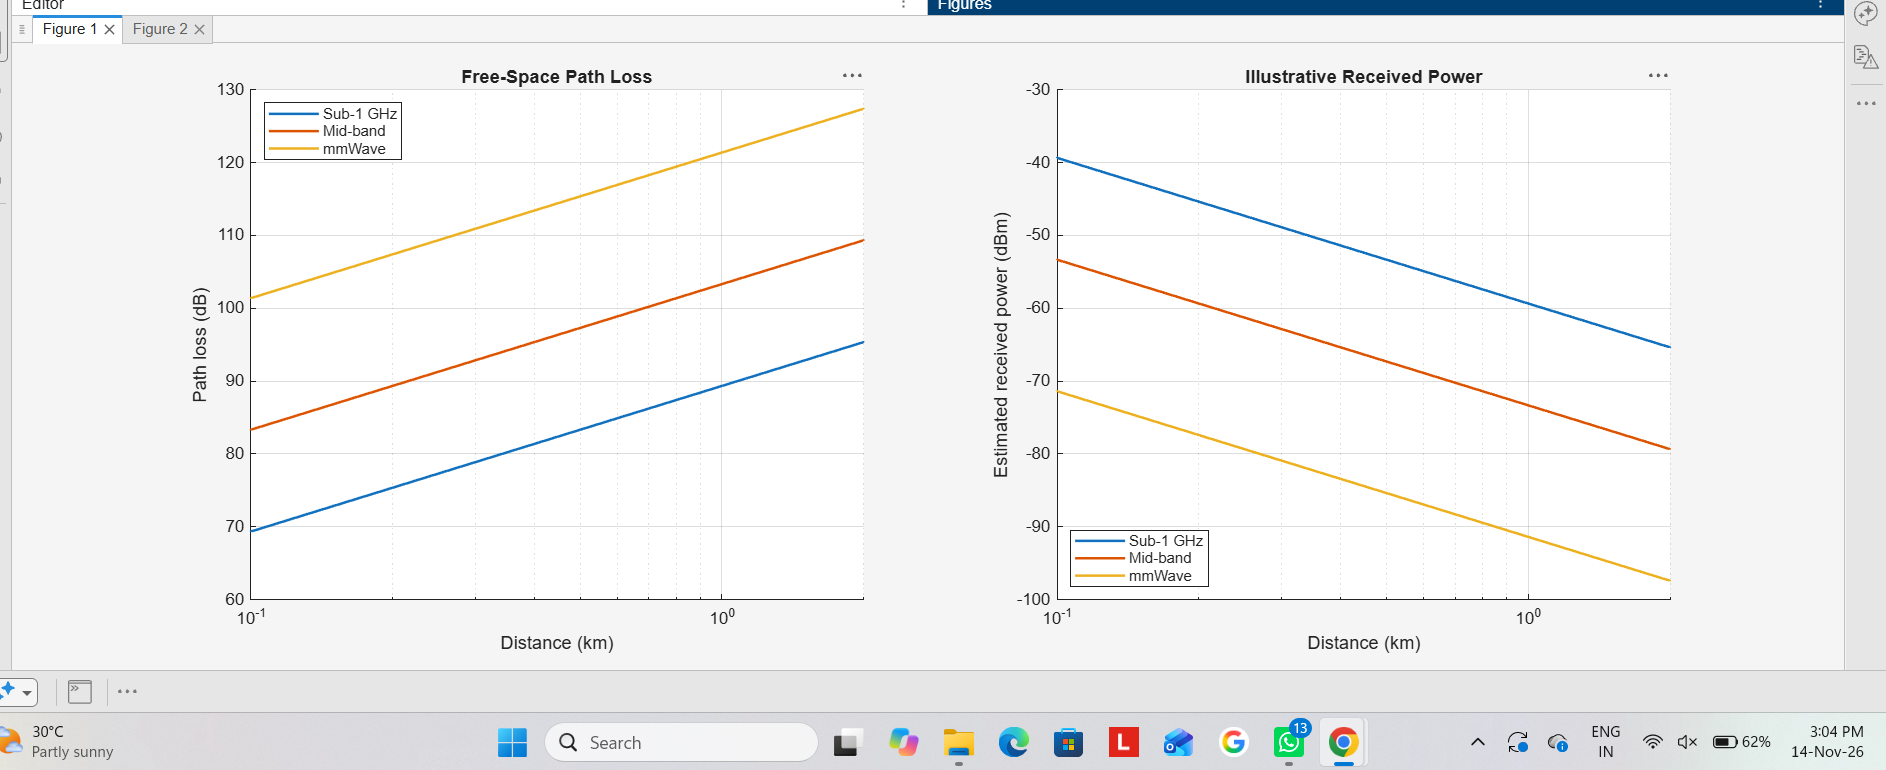 Editor
Figures
Figure 1
Figure 2
Free-Space Path Loss
130
120
110
100
90
80
70
60
Path loss (dB)
Sub-1 GHz
Mid-band
mmWave
10-1
100
Distance (km)
Illustrative Received Power
-30
-40
-50
-60
-70
-80
-90
-100
Estimated received power (dBm)
Sub-1 GHz
Mid-band
mmWave
10-1
100
Distance (km)
30°C
Partly sunny
Search
L
13
ENG
IN
62%
3:04 PM
14-Nov-26